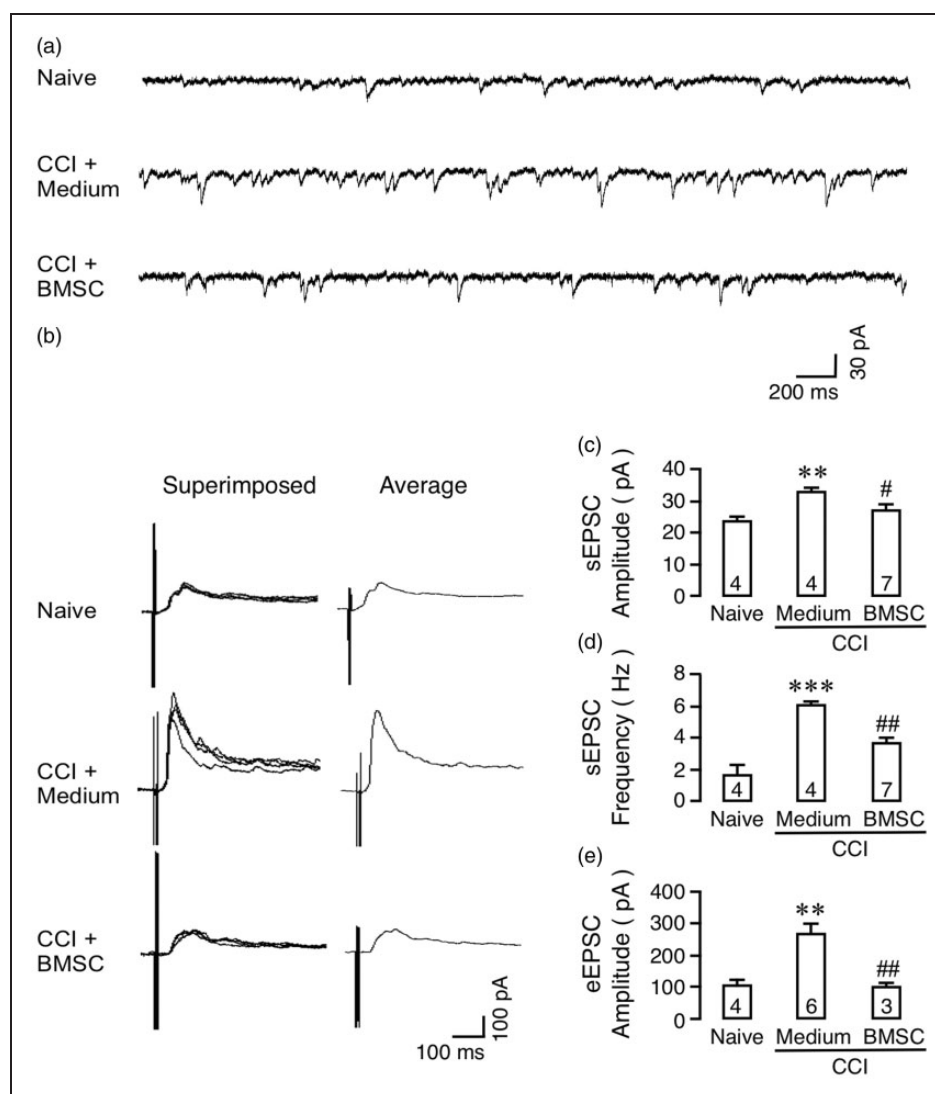 (a)
Naive
CCI +
Medium
CCI +
BMSC
200 ms
30 pA
(b)
Superimposed Average
Naive
CCI +
Medium
CCI +
BMSC
100 ms
100 pA
(c)
sEPSC
Amplitude ( pA )
40
30
20
10
0
** #
4 4 7
Naive Medium BMSC
CCI
(d)
sEPSC
Frequency ( Hz )
8
6
4
2
0
*** ##
4 4 7
Naive Medium BMSC
CCI
(e)
eEPSC
Amplitude ( pA )
400
300
200
100
0
** ##
4 6 3
Naive Medium BMSC
CCI